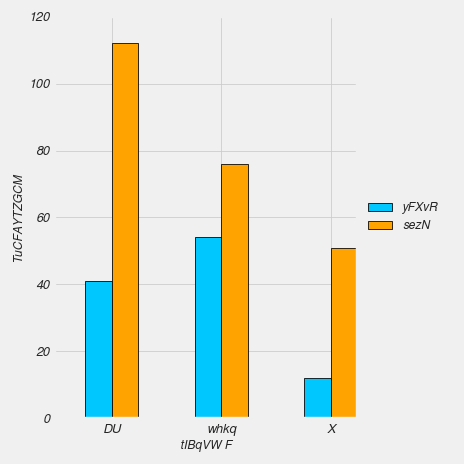 120
100
80
60
40
20
0
TuCFAYTZGCM
DU whkq X
tIBqVW F
yFXvR
sezN